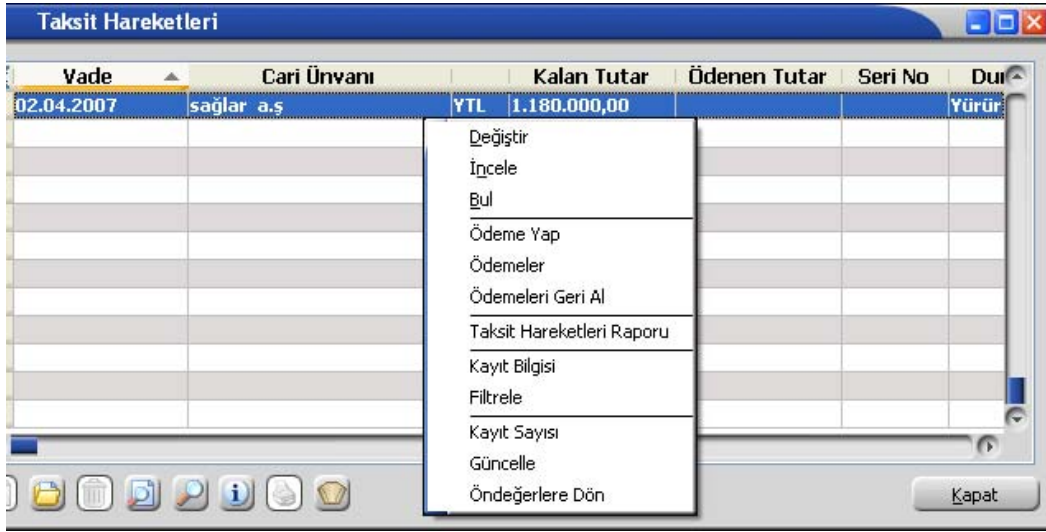 Taksit Hareketleri
Vade Cari Ünvanı Kalan Tutar Ödenen Tutar Seri No
02.04.2007 sağlar a.ş YTL 1.180.000,00
Değiştir
İncele
Bul
Ödeme Yap
Ödemeler
Ödemeleri Geri Al
Taksit Hareketleri Raporu
Kayıt Bilgisi
Filtrele
Kayıt Sayısı
Güncelle
Öndeğerlere Dön
Kapat